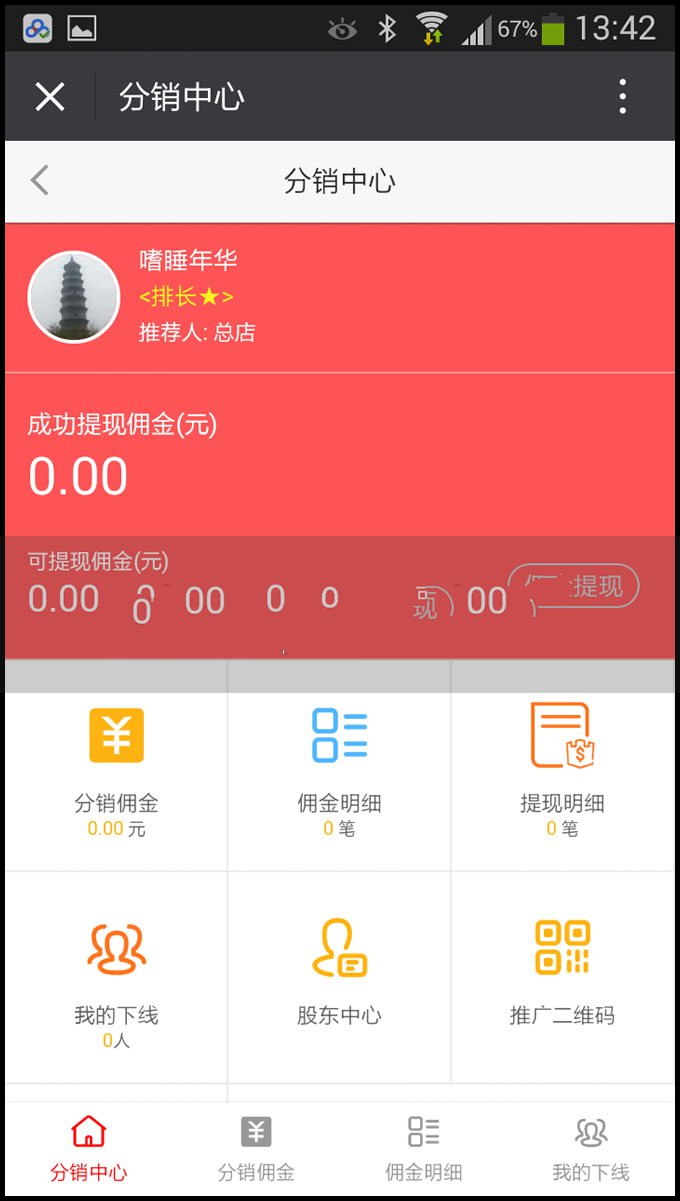 67% 13:42
分销中心
分销中心
嗜睡年华
<排长★>
推荐人: 总店
成功提现佣金(元)
0.00
可提现佣金(元)
0.00 0 00 0 0 现 00 提现
分销佣金
0.00 元
佣金明细
0 笔
提现明细
0 笔
我的下线
0人
股东中心
推广二维码
分销中心 分销佣金 佣金明细 我的下线